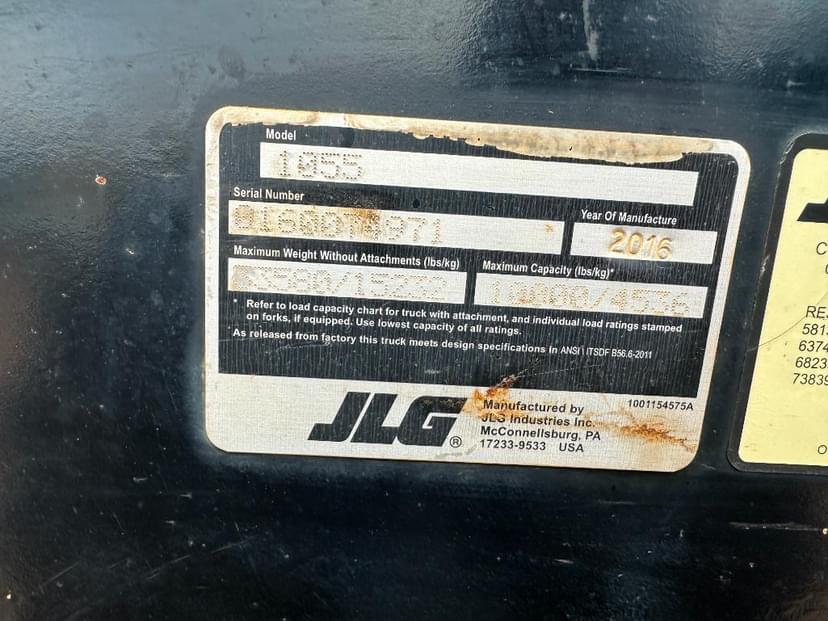 Model
1055
Serial Number
Year Of Manufacture
2016
Maximum Weight Without Attachments (lbs/kg)
Maximum Capacity (lbs/kg)*
33580/15232
10000/4536
* Refer to load capacity chart for truck with attachment, and individual load ratings stamped
on forks, if equipped. Use lowest capacity of all ratings.
*As released from factory this truck meets design specifications in ANSI \ ITSDF B56.6-2011
1001154575A
JLG®
Manufactured by
JLG Industries Inc.
McConnellsburg, PA
17233-9533 USA